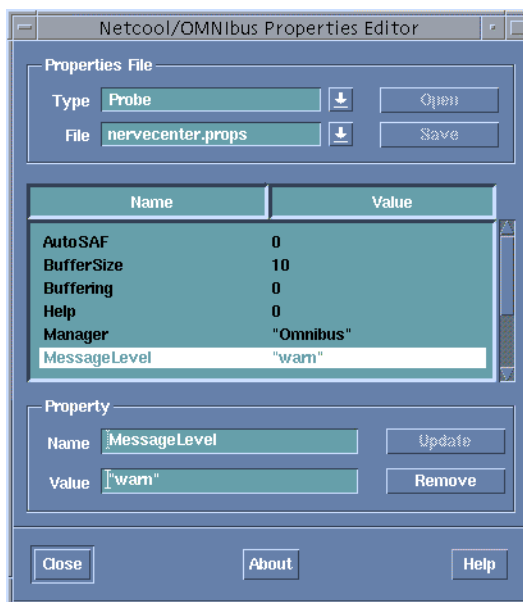 Netcool/OMNIbus Properties Editor
Properties File
Type Probe Open
File nervecenter.props Save
Name Value
AutoSAF 0
BufferSize 10
Buffering 0
Help 0
Manager "Omnibus"
MessageLevel "warn"
Property
Name MessageLevel Update
Value "warn" Remove
Close About Help